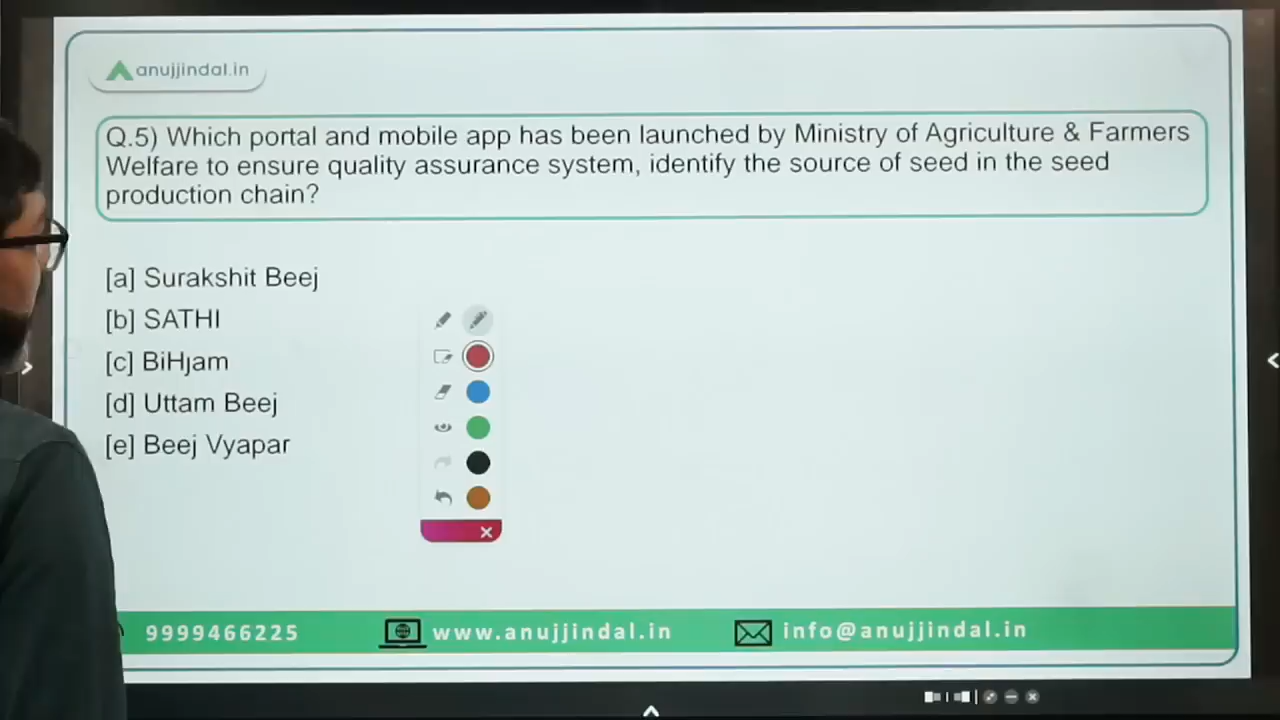 anujjindal.in
Q.5) Which portal and mobile app has been launched by Ministry of Agriculture & Farmers
Welfare to ensure quality assurance system, identify the source of seed in the seed
production chain?
[a] Surakshit Beej
[b] SATHI
[c] BiHȷam
[d] Uttam Beej
[e] Beej Vyapar
9999466225
www.anujjindal.in
info@anujjindal.in